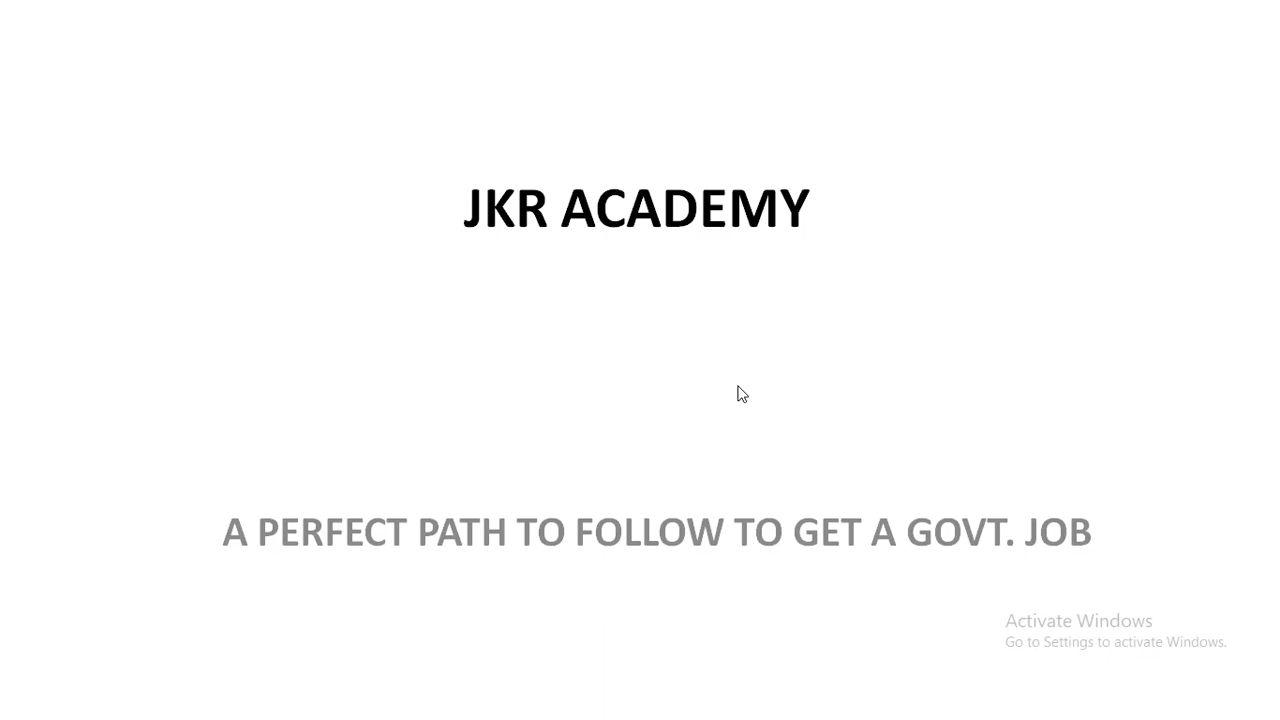 JKR ACADEMY
A PERFECT PATH TO FOLLOW TO GET A GOVT. JOB
Activate Windows
Go to Settings to activate Windows.